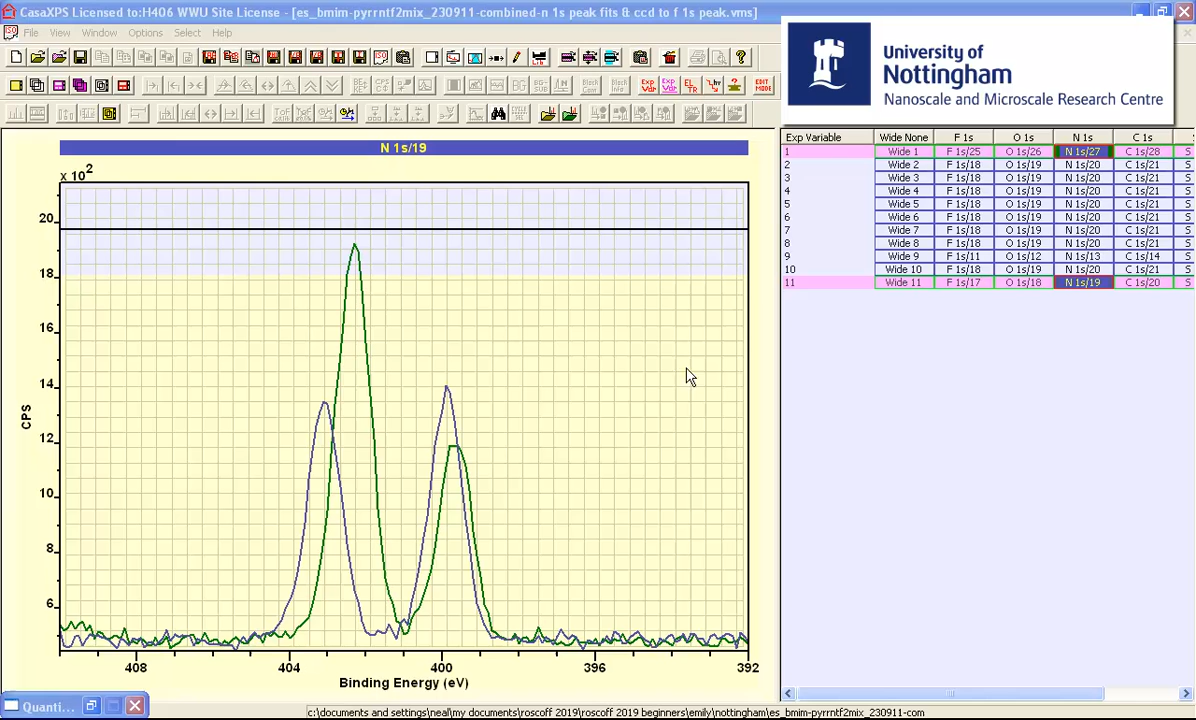 CasaXPS Licensed to:H406 WWU Site License - [es_bmim-pyrrntf2mix_230911-combined-n 1s peak fits & ccd to f 1s peak.vms]
File View Window Options Select Help
University of
Nottingham
Nanoscale and Microscale Research Centre
N 1s/19
x 10²
20
18
16
14
12
10
8
6
CPS
408 404 400 396 392
Binding Energy (eV)
Exp Variable Wide None F 1s O 1s N 1s C 1s S
1 Wide 1 F 1s/25 O 1s/26 N 1s/27 C 1s/28 S
2 Wide 2 F 1s/18 O 1s/19 N 1s/20 C 1s/21 S
3 Wide 3 F 1s/18 O 1s/19 N 1s/20 C 1s/21 S
4 Wide 4 F 1s/18 O 1s/19 N 1s/20 C 1s/21 S
5 Wide 5 F 1s/18 O 1s/19 N 1s/20 C 1s/21 S
6 Wide 6 F 1s/18 O 1s/19 N 1s/20 C 1s/21 S
7 Wide 7 F 1s/18 O 1s/19 N 1s/20 C 1s/21 S
8 Wide 8 F 1s/18 O 1s/19 N 1s/20 C 1s/21 S
9 Wide 9 F 1s/11 O 1s/12 N 1s/13 C 1s/14 S
10 Wide 10 F 1s/18 O 1s/19 N 1s/20 C 1s/21 S
11 Wide 11 F 1s/17 O 1s/18 N 1s/19 C 1s/20 S
Quanti...
c:\documents and settings\neal\my documents\roscoff 2019\roscoff 2019 beginners\emily\nottingham\es_bmim-pyrrntf2mix_230911-com